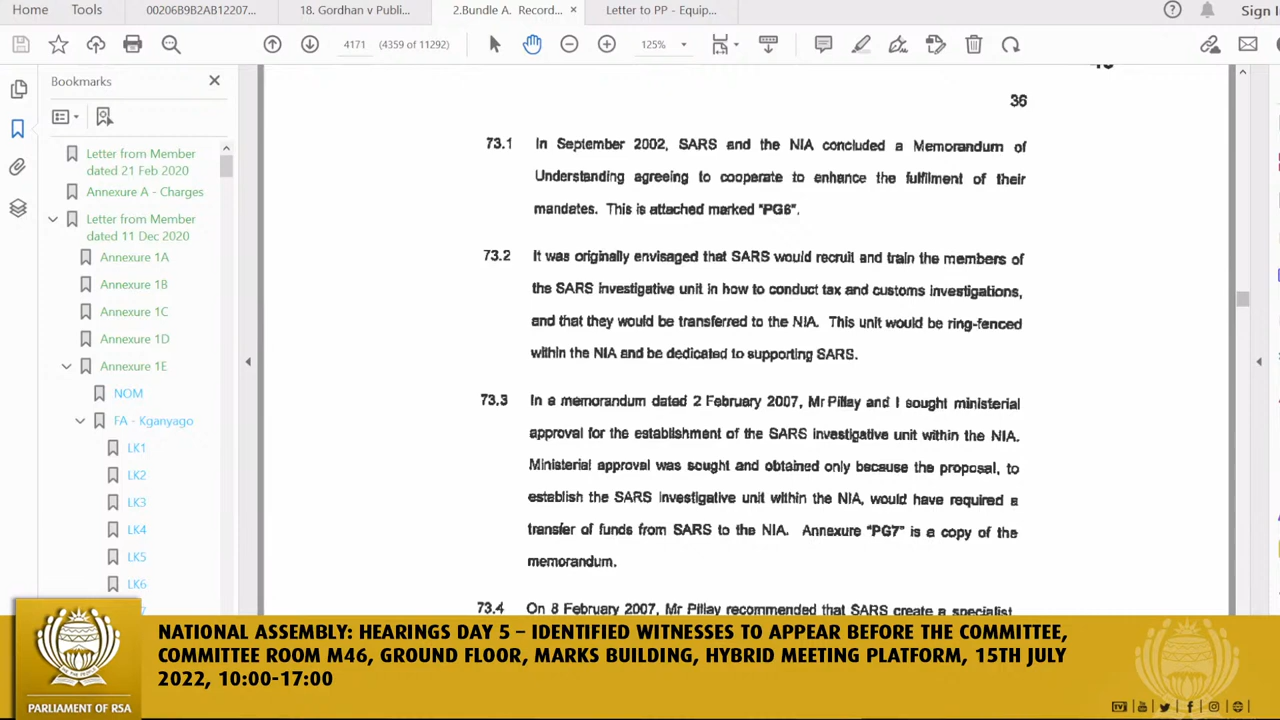 Home
Tools
00206B9B2AB12207...
18. Gordhan v Publi...
2.Bundle A. Record... ×
Letter to PP - Equip...
Sign I
4171 (4359 of 11292)
125%
Bookmarks
Letter from Member
dated 21 Feb 2020
Annexure A - Charges
Letter from Member
dated 11 Dec 2020
Annexure 1A
Annexure 1B
Annexure 1C
Annexure 1D
Annexure 1E
NOM
FA - Kganyago
LK1
LK2
LK3
LK4
LK5
LK6
36
73.1 In September 2002, SARS and the NIA concluded a Memorandum of
Understanding agreeing to cooperate to enhance the fulfilment of their
mandates. This is attached marked "PG6".
73.2 It was originally envisaged that SARS would recruit and train the members of
the SARS investigative unit in how to conduct tax and customs investigations,
and that they would be transferred to the NIA. This unit would be ring-fenced
within the NIA and be dedicated to supporting SARS.
73.3 In a memorandum dated 2 February 2007, Mr Pillay and I sought ministerial
approval for the establishment of the SARS investigative unit within the NIA.
Ministerial approval was sought and obtained only because the proposal, to
establish the SARS investigative unit within the NIA, would have required a
transfer of funds from SARS to the NIA. Annexure "PG7" is a copy of the
memorandum.
73.4 On 8 February 2007, Mr Pillay recommended that SARS create a specialist
NATIONAL ASSEMBLY: HEARINGS DAY 5 – IDENTIFIED WITNESSES TO APPEAR BEFORE THE COMMITTEE,
COMMITTEE ROOM M46, GROUND FLOOR, MARKS BUILDING, HYBRID MEETING PLATFORM, 15TH JULY
2022, 10:00-17:00
PARLIAMENT OF RSA